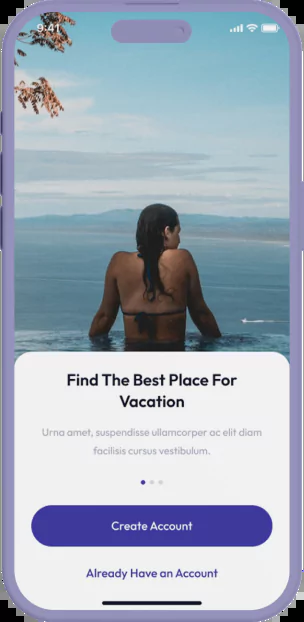 9:41
Find The Best Place For
Vacation
Urna amet, suspendisse ullamcorper ac elit diam
facilisis cursus vestibulum.
Create Account
Already Have an Account